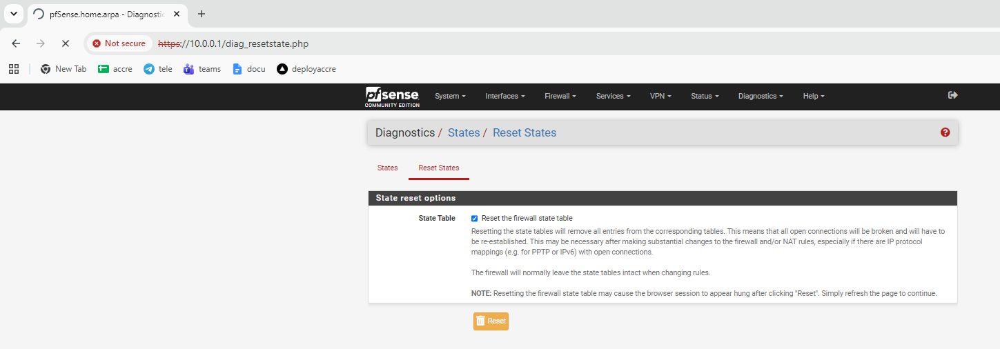 pfSense.home.arpa - Diagnostic
Not secure https://10.0.0.1/diag_resetstate.php
New Tab accre tele teams docu deployaccre
pfsense System Interfaces Firewall Services VPN Status Diagnostics Help
COMMUNITY EDITION
Diagnostics / States / Reset States
States Reset States
State reset options
State Table Reset the firewall state table
Resetting the state tables will remove all entries from the corresponding tables. This means that all open connections will be broken and will have to
be re-established. This may be necessary after making substantial changes to the firewall and/or NAT rules, especially if there are IP protocol
mappings (e.g. for PPTP or IPv6) with open connections.
The firewall will normally leave the state tables intact when changing rules.
NOTE: Resetting the firewall state table may cause the browser session to appear hung after clicking "Reset". Simply refresh the page to continue.
Reset